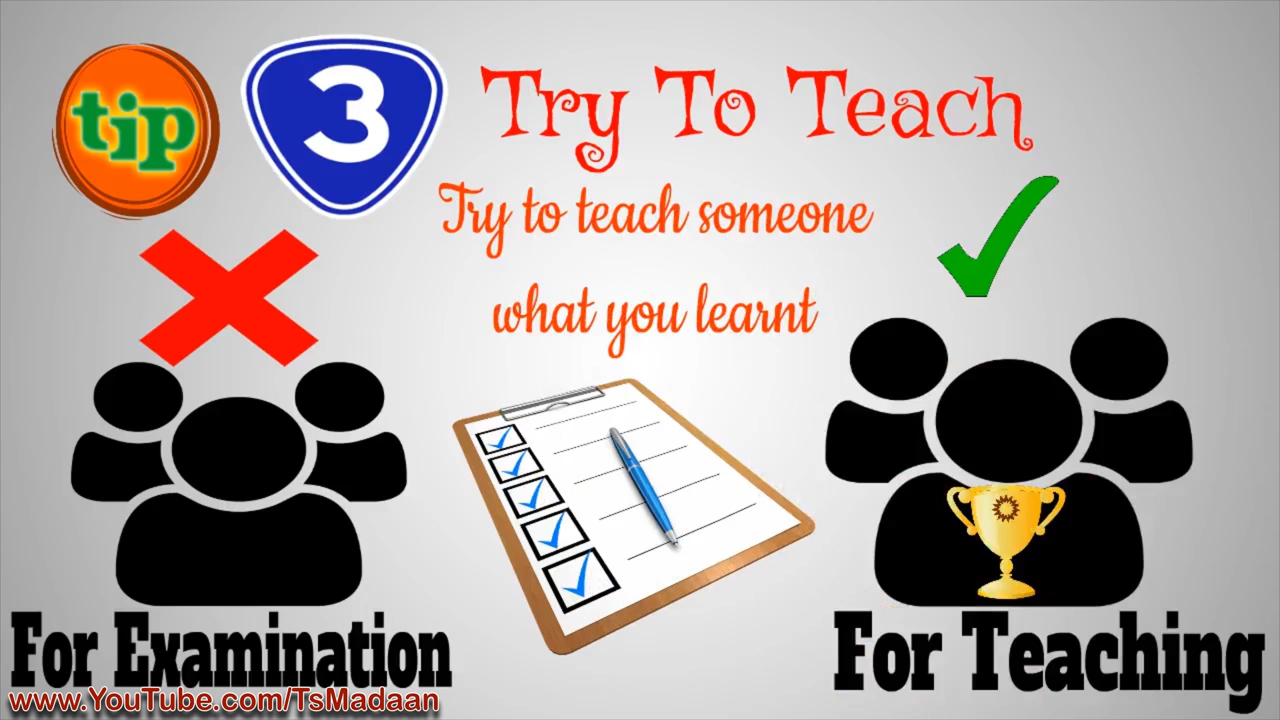 tip
3
Try To Teach
Try to teach someone
what you learnt
For Examination
For Teaching
www.YouTube.com/TsMadaan